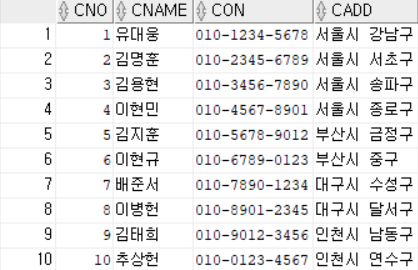 CNO CNAME CON CADD
1 1 유대웅 010-1234-5678 서울시 강남구
2 2 김명훈 010-2345-6789 서울시 서초구
3 3 김용현 010-3456-7890 서울시 송파구
4 4 이현민 010-4567-8901 서울시 종로구
5 5 김지훈 010-5678-9012 부산시 금정구
6 6 이현규 010-6789-0123 부산시 중구
7 7 배준서 010-7890-1234 대구시 수성구
8 8 이병헌 010-8901-2345 대구시 달서구
9 9 김태희 010-9012-3456 인천시 남동구
10 10 추상헌 010-0123-4567 인천시 연수구